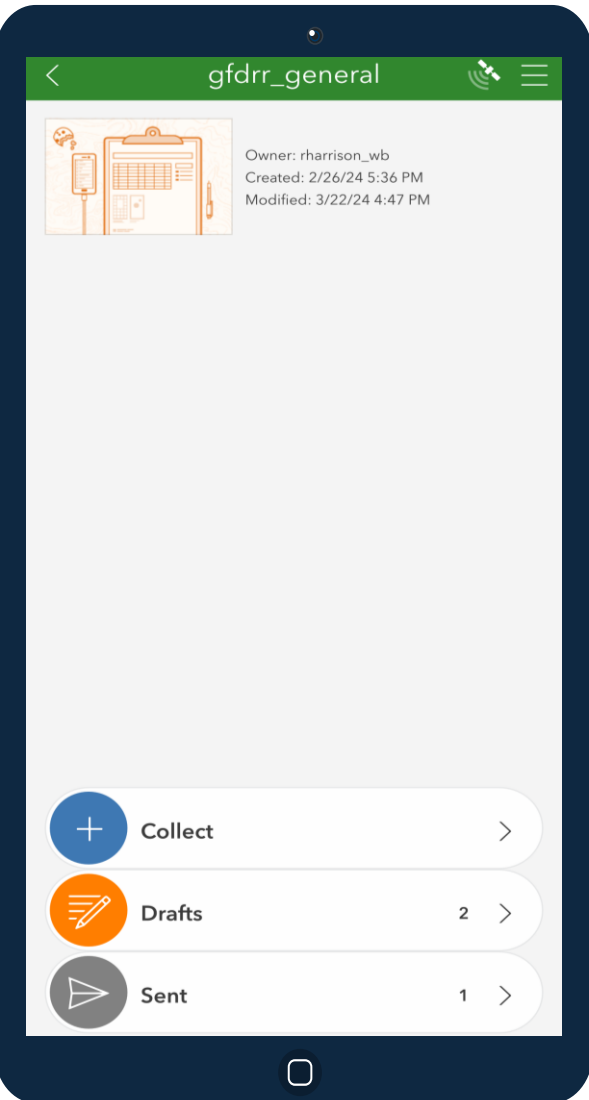 gfdrr_general
Owner: rharrison_wb
Created: 2/26/24 5:36 PM
Modified: 3/22/24 4:47 PM
Collect
Drafts 2
Sent 1